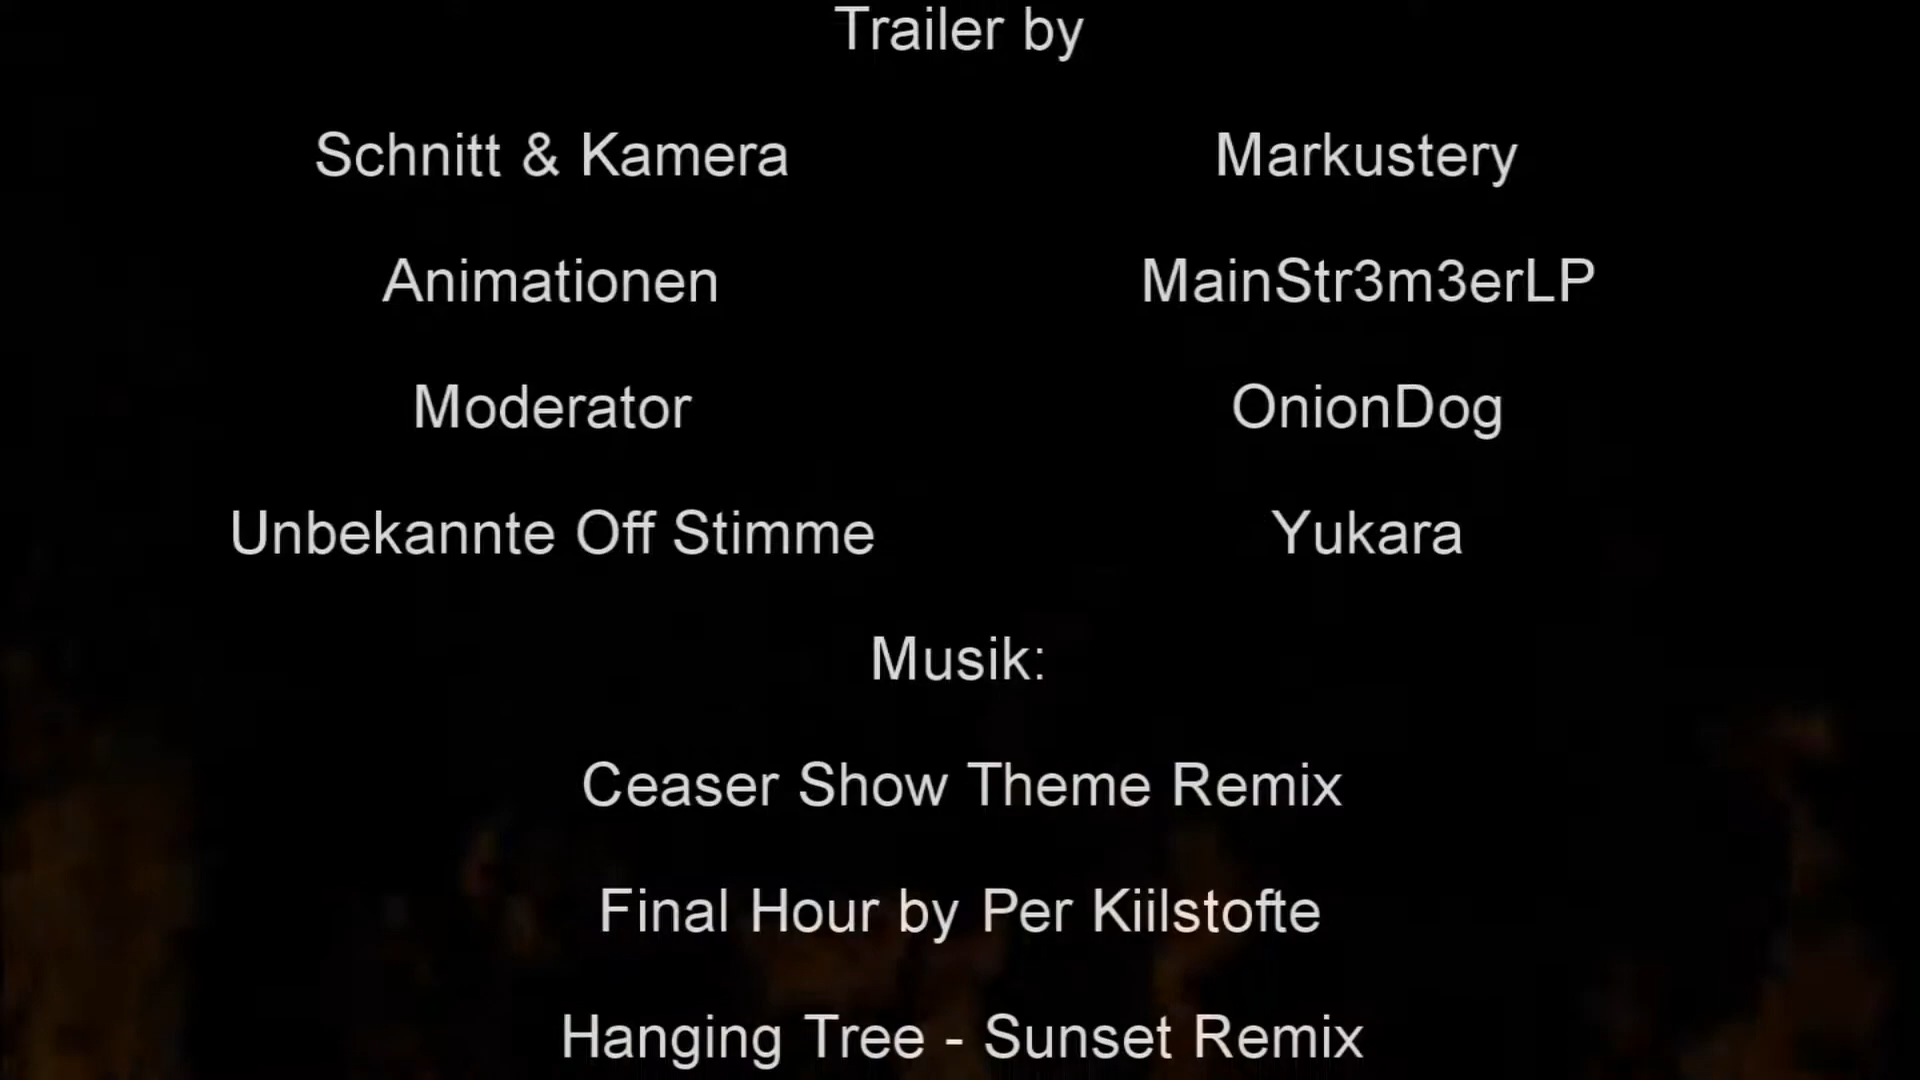 Trailer by
Schnitt & Kamera Markustery
Animationen MainStr3m3erLP
Moderator OnionDog
Unbekannte Off Stimme Yukara
Musik:
Ceaser Show Theme Remix
Final Hour by Per Kiilstofte
Hanging Tree - Sunset Remix